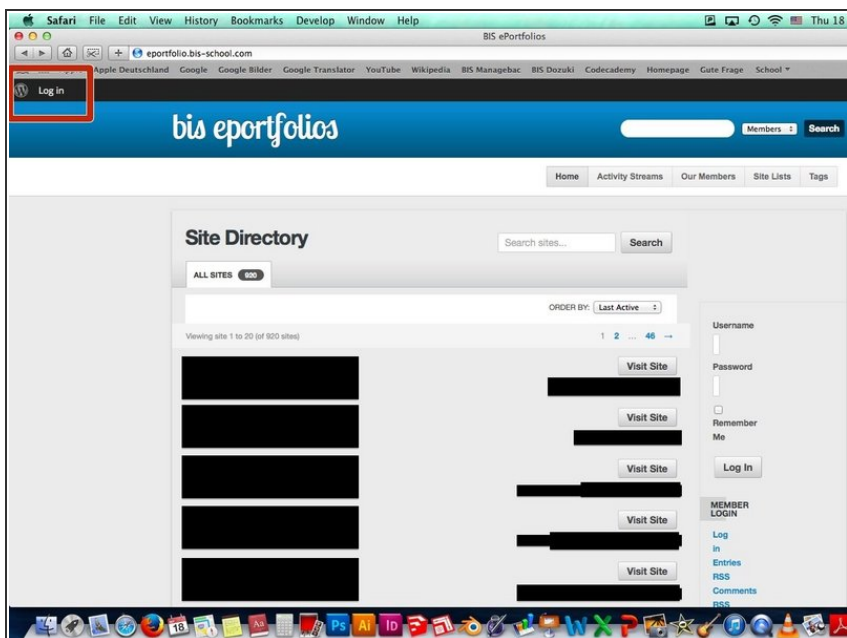 Safari File Edit View History Bookmarks Develop Window Help Thu 18
BIS ePortfolios
eportfolio.bis-school.com
Apple Deutschland Google Google Bilder Google Translator YouTube Wikipedia BIS Managebac BIS Dozuki Codecademy Homepage Gute Frage School
Log in
bis eportfolios
Members Search
Home Activity Streams Our Members Site Lists Tags
Site Directory
Search sites... Search
ALL SITES 920
ORDER BY: Last Active
Viewing site 1 to 20 (of 920 sites) 1 2 ... 46 →
Visit Site
Visit Site
Visit Site
Visit Site
Visit Site
Username
Password
Remember
Me
Log In
MEMBER
LOGIN
Log
in
Entries
RSS
Comments
RSS
18
Aa
Ps Ai ID